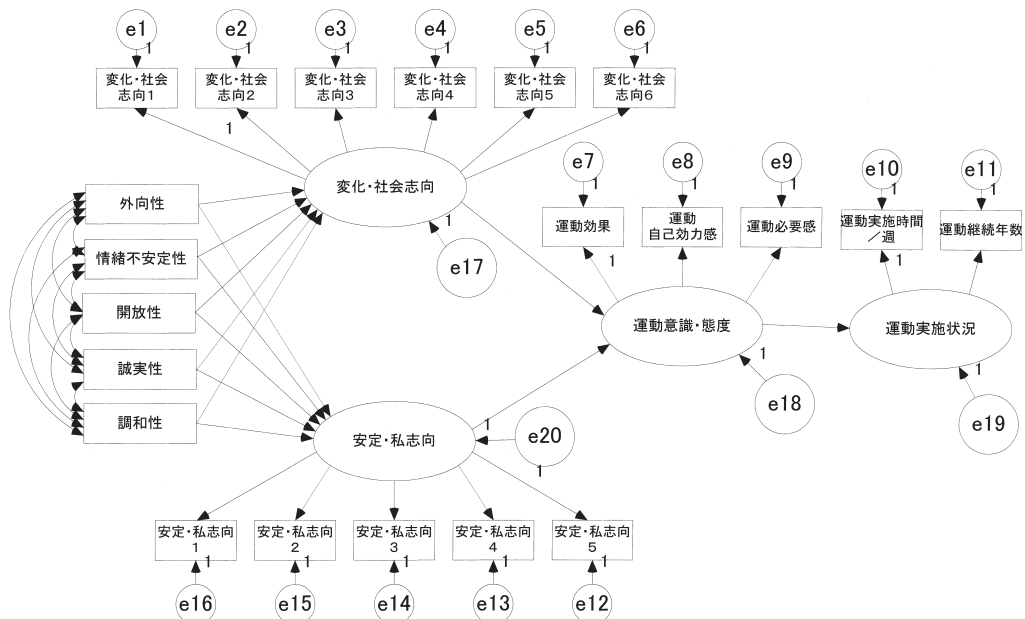 e1
e2
e3
e4
e5
e6
1
1
1
1
1
1
変化・社会
志向1
変化・社会
志向2
変化・社会
志向3
変化・社会
志向4
変化・社会
志向5
変化・社会
志向6
1
変化・社会志向
1
e17
外向性
情緒不安定性
開放性
誠実性
調和性
e7
e8
e9
e10
e11
1
1
1
1
1
運動効果
運動
自己効力感
運動必要感
運動実施時間
/週
運動継続年数
1
1
運動意識・態度
1
e18
運動実施状況
1
e19
安定・私志向
1
e20
1
安定・私志向
1
安定・私志向
2
安定・私志向
3
安定・私志向
4
安定・私志向
5
1
1
1
1
1
e16
e15
e14
e13
e12